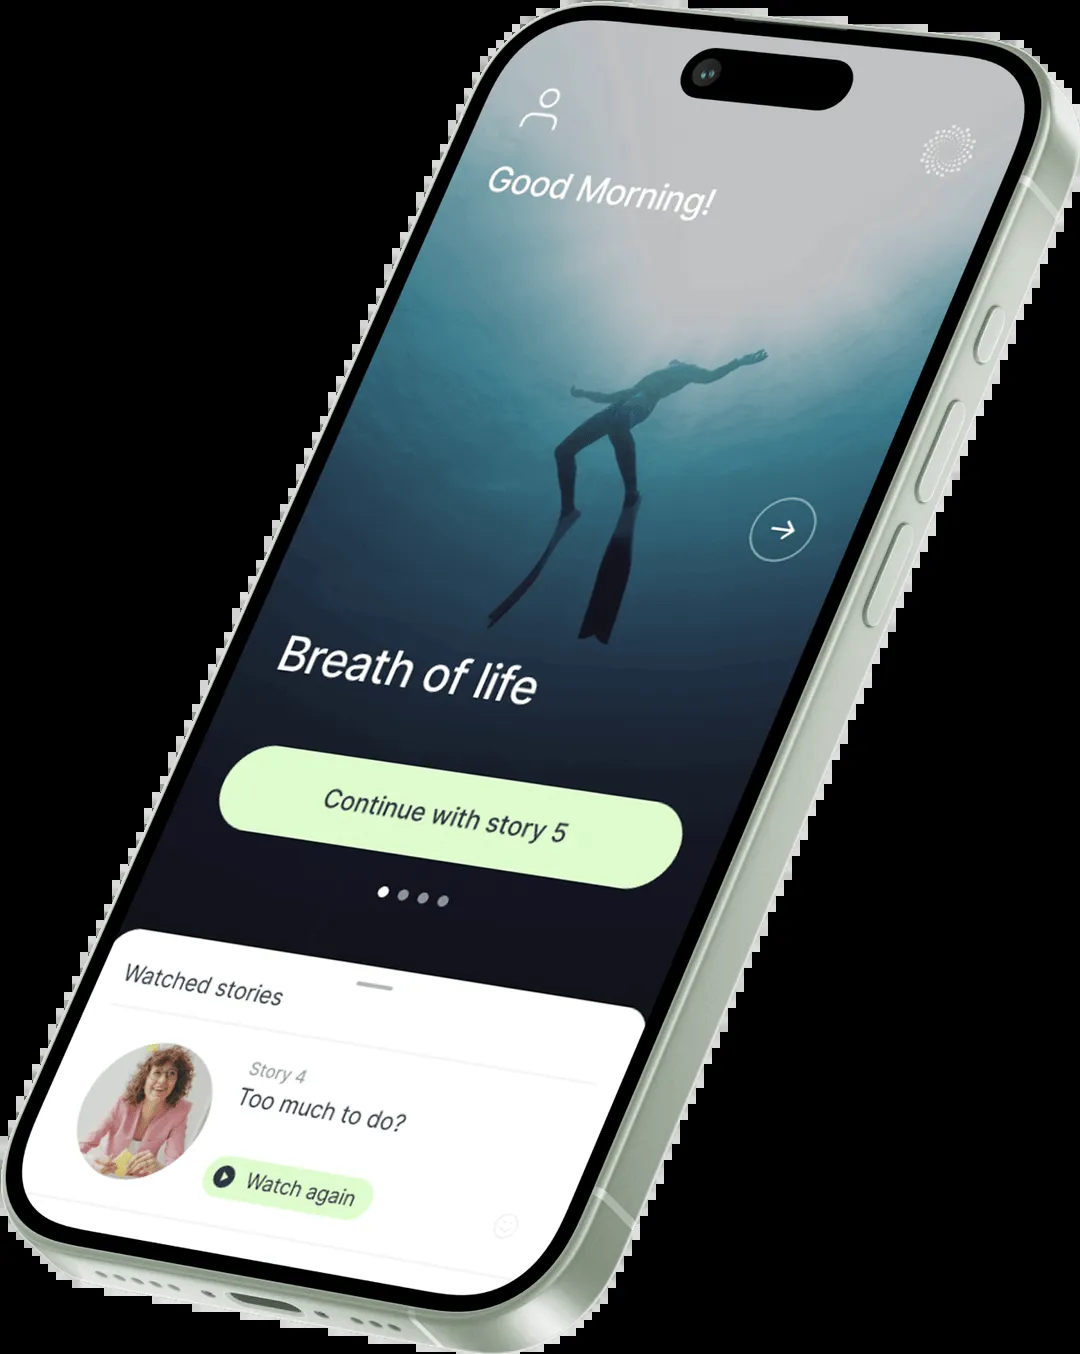 Good Morning!
Breath of life
Continue with story 5
Watched stories
Story 4
Too much to do?
Watch again